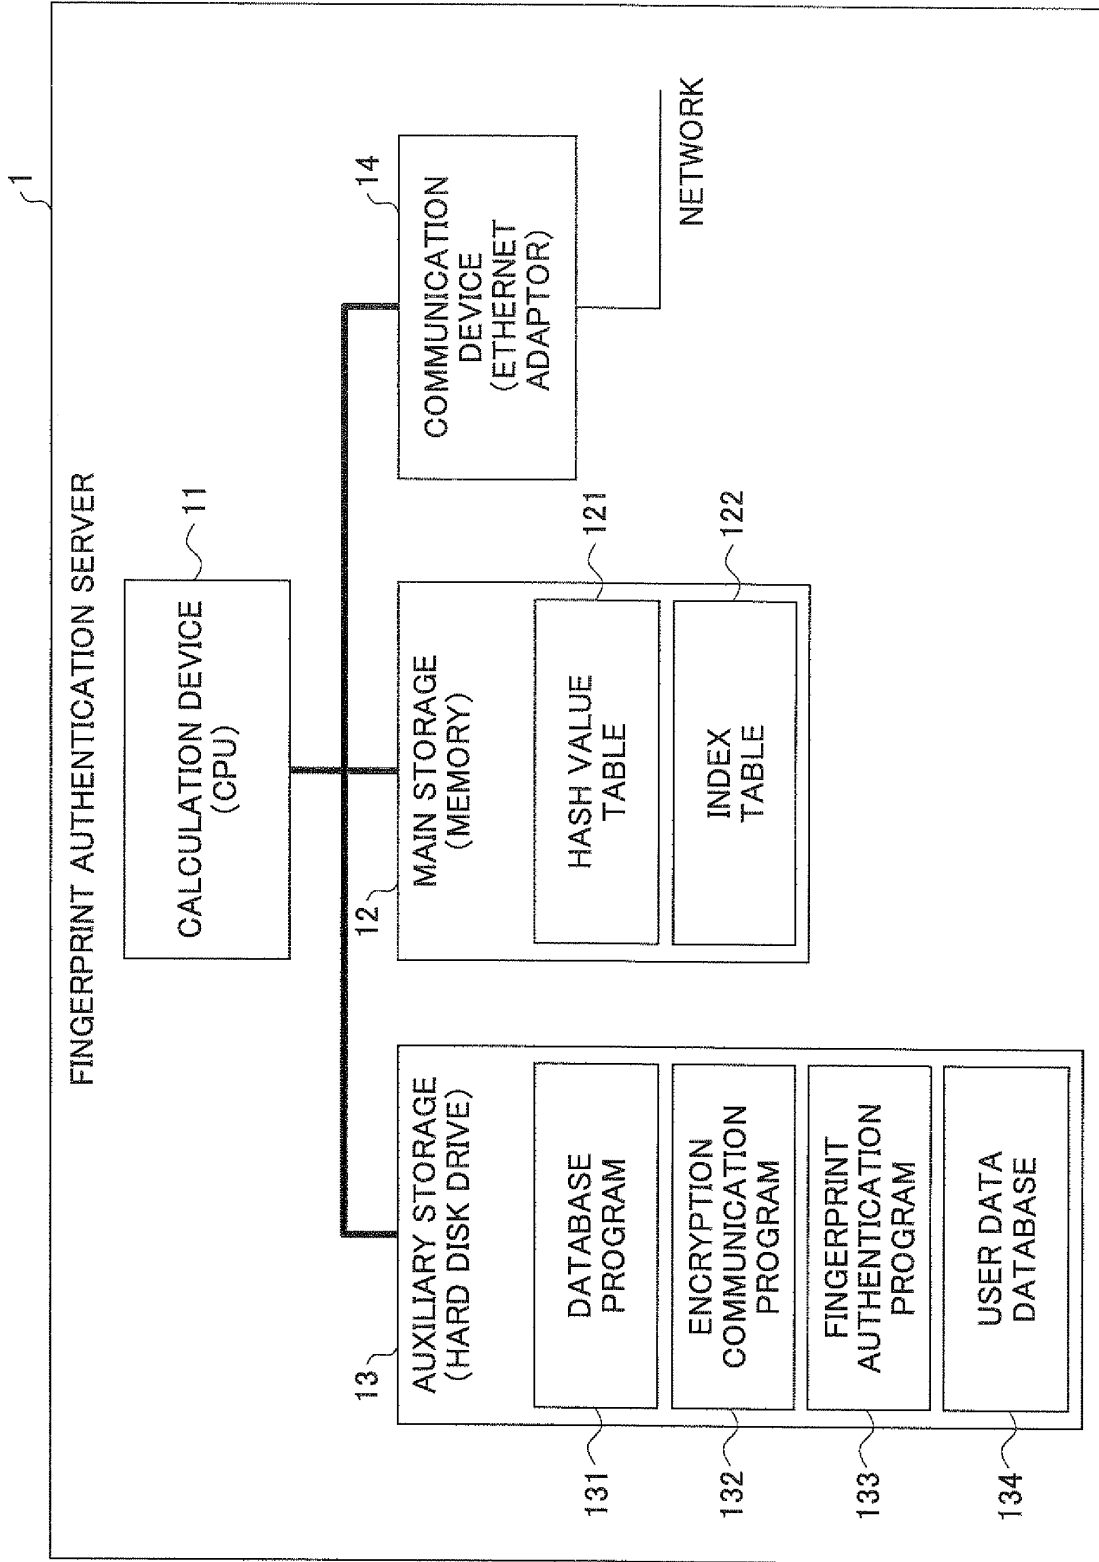 1
FINGERPRINT AUTHENTICATION SERVER
11
CALCULATION DEVICE
(CPU)
13
AUXILIARY STORAGE
(HARD DISK DRIVE)
131
DATABASE
PROGRAM
132
ENCRYPTION
COMMUNICATION
PROGRAM
133
FINGERPRINT
AUTHENTICATION
PROGRAM
134
USER DATA
DATABASE
12
MAIN STORAGE
(MEMORY)
121
HASH VALUE
TABLE
122
INDEX
TABLE
14
COMMUNICATION
DEVICE
(ETHERNET
ADAPTOR)
NETWORK